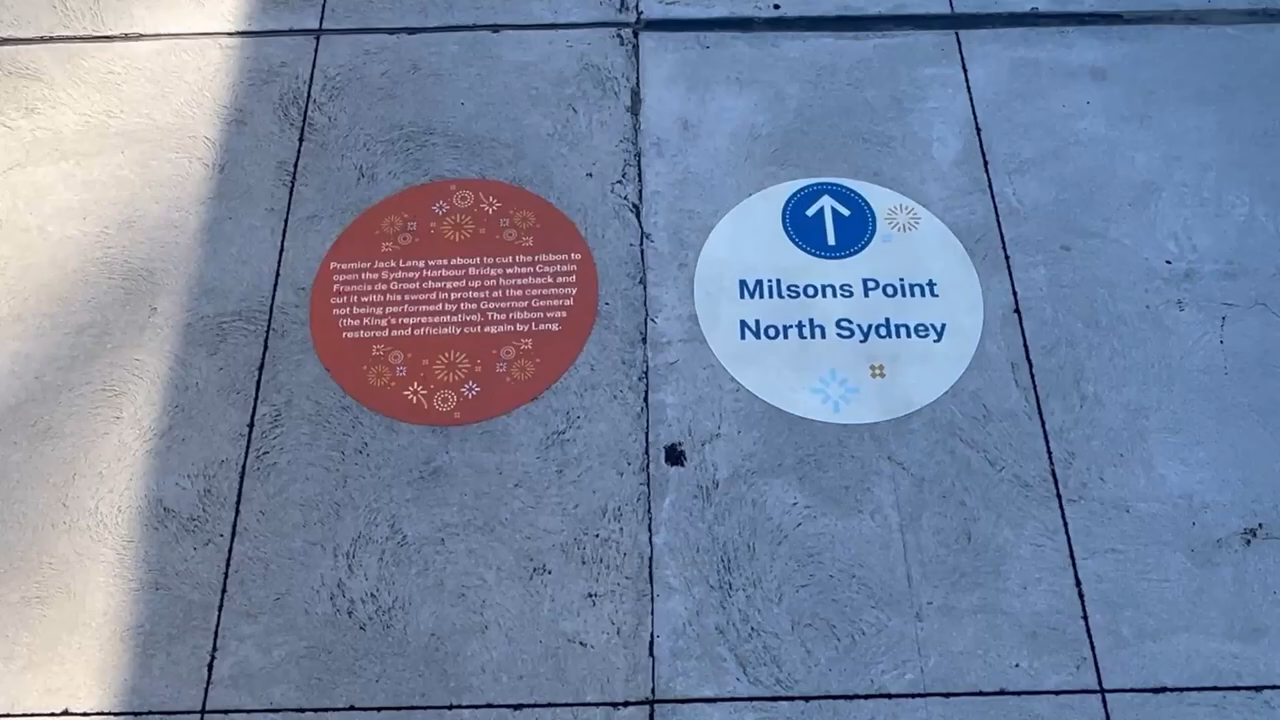 Premier Jack Lang was about to cut the ribbon to
open the Sydney Harbour Bridge when Captain
Francis de Groot charged up on horseback and
cut it with his sword in protest at the ceremony
not being performed by the Governor General
(the King's representative). The ribbon was
restored and officially cut again by Lang.
Milsons Point
North Sydney